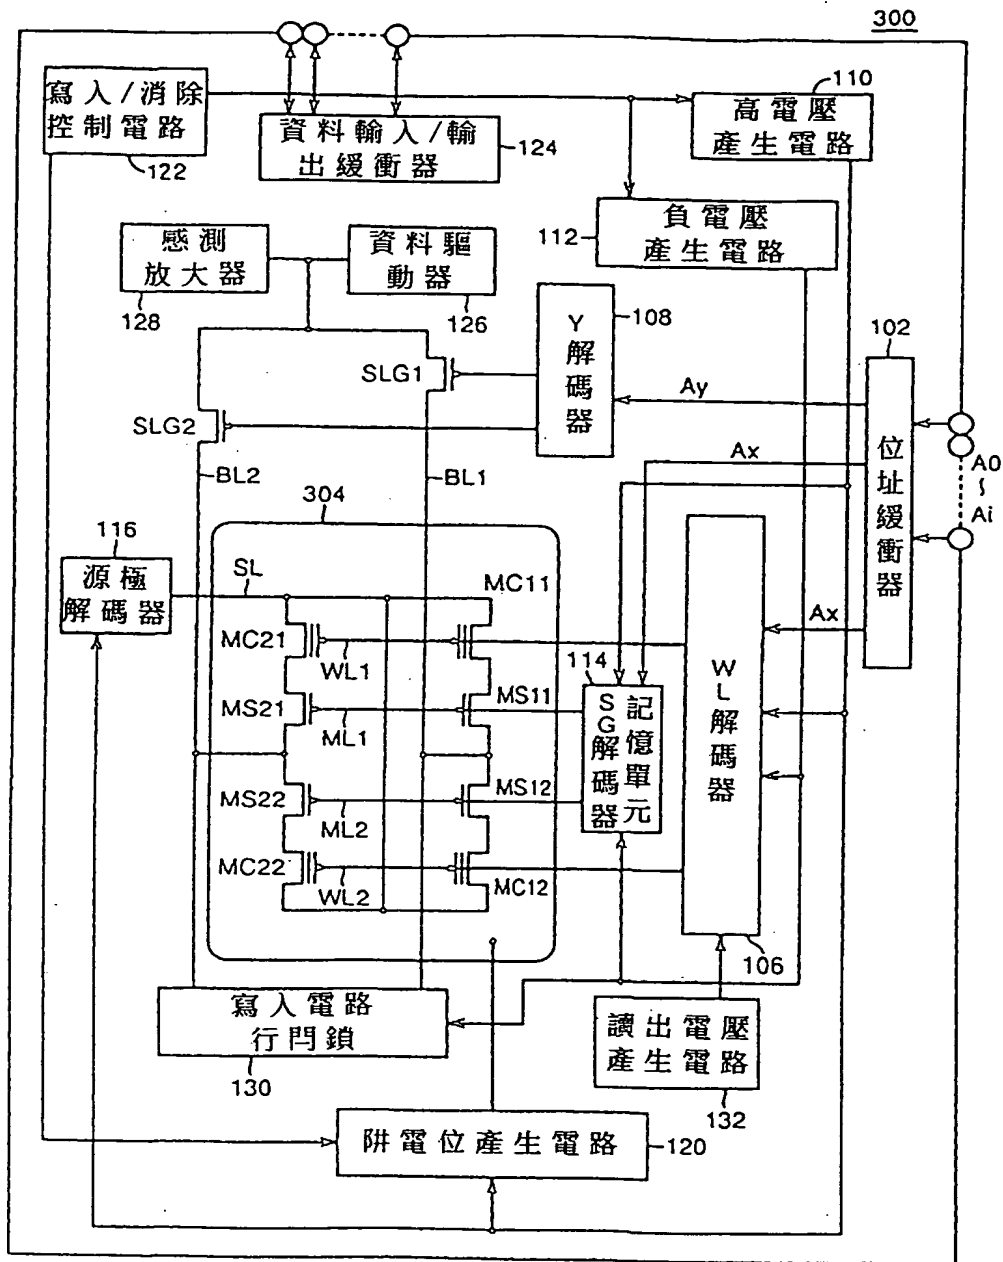 300
寫入/消除
控制電路
122
資料輸入/輸
出緩衝器
124
110
高電壓
產生電路
112
負電壓
產生電路
感測
放大器
128
資料驅
動器
126
Y解碼器
108
102
位址緩衝器
SLG1
SLG2
Ay
Ax
A0
~
Ai
BL2
BL1
304
116
源極
解碼器
SL
MC11
MC21
WL1
Ax
114
MS21
ML1
MS11
記憶單元
SG解碼器
WL解碼器
MS22
ML2
MS12
MC22
WL2
MC12
106
寫入電路
行閂鎖
130
讀出電壓
產生電路
132
阱電位產生電路
120